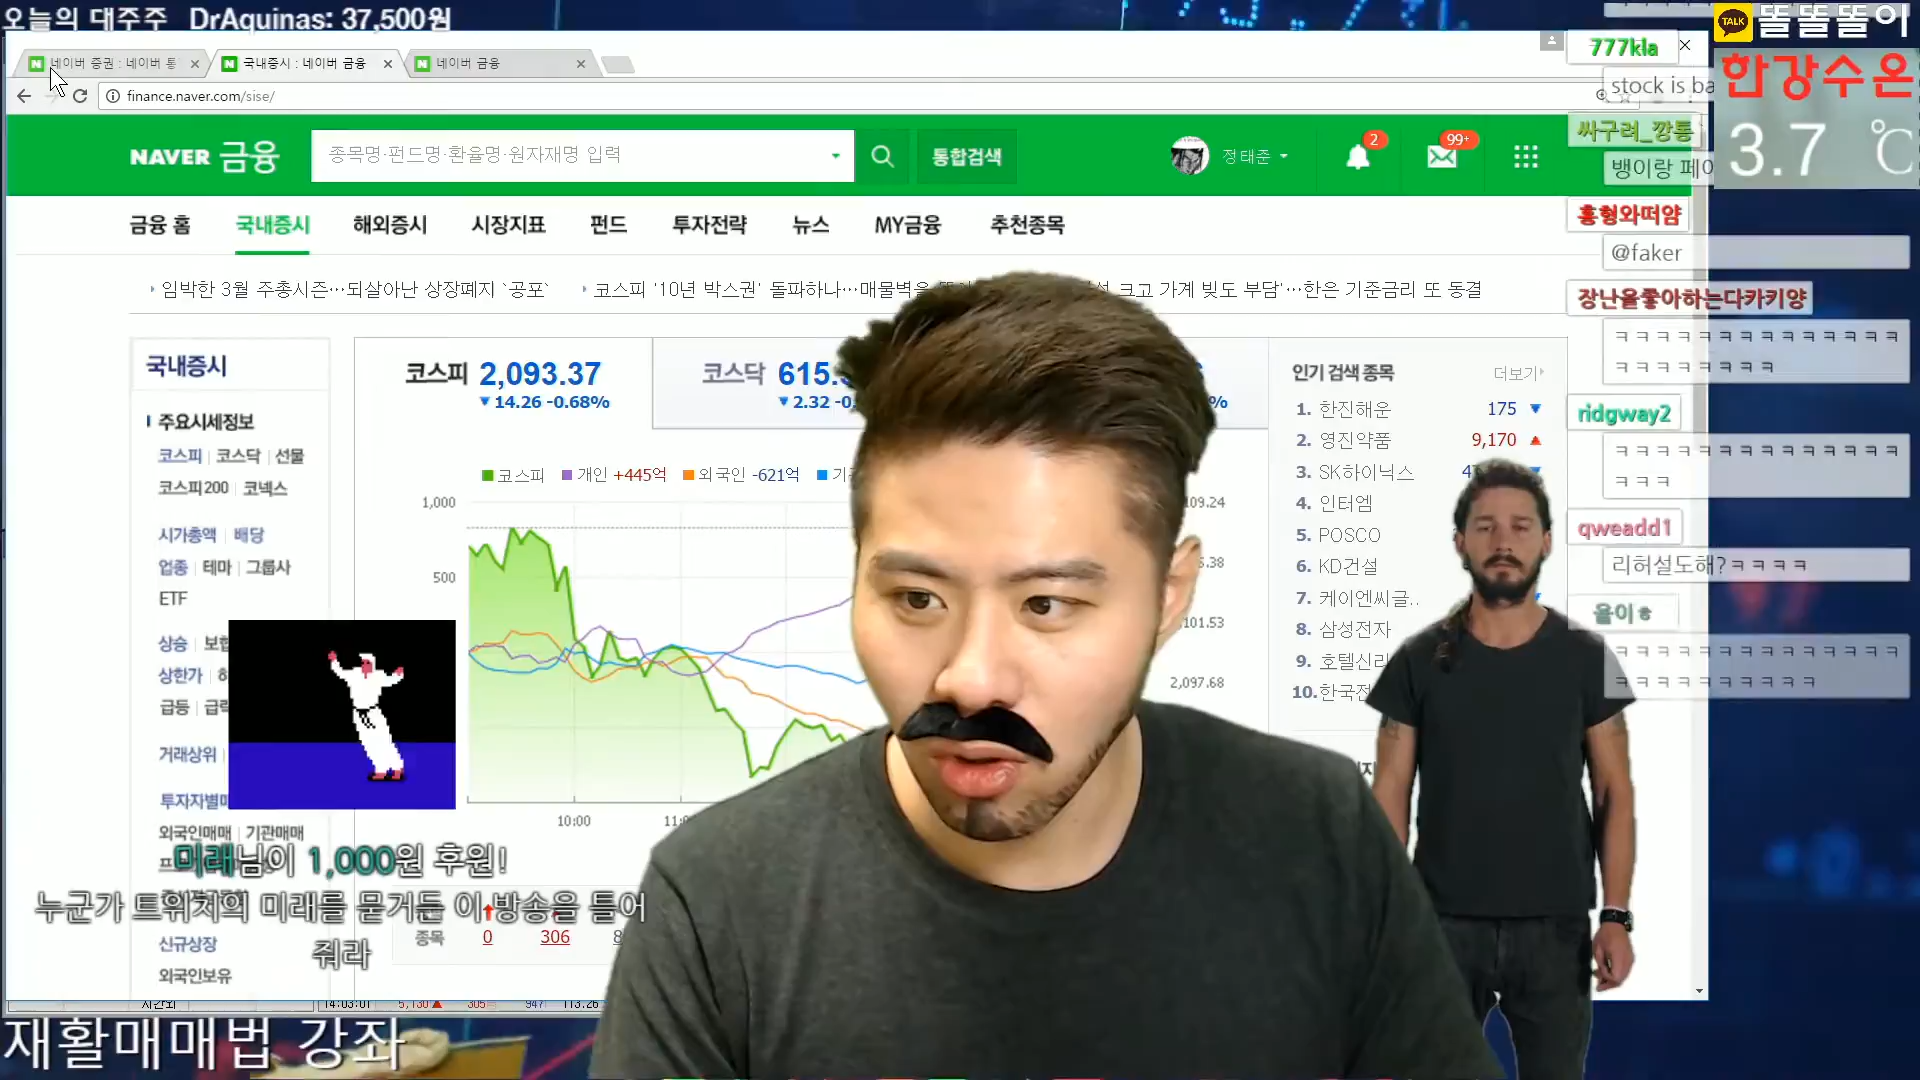 오늘의 대주주 DrAquinas: 37,500원
TALK 똘똘똘이
네이버 증권 : 네이버 통
국내증시 : 네이버 금융
네이버 금융
finance.naver.com/sise/
777kla
stock is ba
한강수온
3.7 ℃
NAVER 금융
종목명·펀드명·환율명·원자재명 입력
통합검색
정태준
2
99+
싸구려_깡통
뱅이랑 페이
금융 홈
국내증시
해외증시
시장지표
펀드
투자전략
뉴스
MY금융
추천종목
홍형와떠얌
@faker
임박한 3월 주총시즌…되살아난 상장폐지 `공포`
코스피 '10년 박스권' 돌파하나…매물벽을
크고 가계 빚도 부담'…한은 기준금리 또 동결
장난을좋아하는다카키양
ㅋㅋㅋㅋㅋㅋㅋㅋㅋㅋㅋㅋㅋㅋ
ㅋㅋㅋㅋㅋㅋㅋㅋ
국내증시
코스피 2,093.37
▼ 14.26 -0.68%
코스닥 615.
▼ 2.32 -0.
%
인기 검색 종목
더보기
1. 한진해운 175 ▼
2. 영진약품 9,170 ▲
3. SK하이닉스
4. 인터엠
5. POSCO
6. KD건설
7. 케이엔씨글..
8. 삼성전자
9. 호텔신라
10. 한국전
ridgway2
ㅋㅋㅋㅋㅋㅋㅋㅋㅋㅋㅋㅋㅋㅋ
ㅋㅋㅋ
qweadd1
리허설도해?ㅋㅋㅋㅋ
욜이ㅎ
ㅋㅋㅋㅋㅋㅋㅋㅋㅋㅋㅋㅋㅋㅋ
ㅋㅋㅋㅋㅋㅋㅋㅋㅋㅋ
주요시세정보
코스피 | 코스닥 | 선물
코스피200 | 코넥스
시가총액 | 배당
업종 | 테마 | 그룹사
ETF
상승 | 보합
상한가
급등 | 급락
거래상위
투자자별매
외국인매매 | 기관매매
신규상장
외국인보유
코스피
개인 +445억
외국인 -621억
1,000
500
10:00
2,097.68
종목
0
306
미래님이 1,000원 후원!
누군가 트위치의 미래를 묻거든 이 방송을 틀어
줘라
재활매매법 강좌